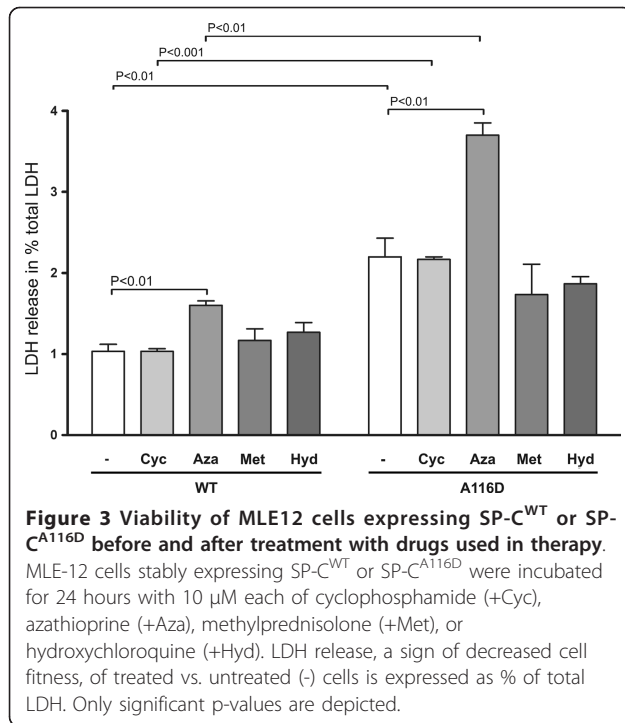 P<0.01
P<0.001
P<0.01
P<0.01
P<0.01
4
3
2
1
0
LDH release in % total LDH
- Cyc Aza Met Hyd - Cyc Aza Met Hyd
WT A116D
Figure 3 Viability of MLE12 cells expressing SP-C^WT or SP-
C^A116D before and after treatment with drugs used in therapy.
MLE-12 cells stably expressing SP-C^WT or SP-C^A116D were incubated
for 24 hours with 10 μM each of cyclophosphamide (+Cyc),
azathioprine (+Aza), methylprednisolone (+Met), or
hydroxychloroquine (+Hyd). LDH release, a sign of decreased cell
fitness, of treated vs. untreated (-) cells is expressed as % of total
LDH. Only significant p-values are depicted.